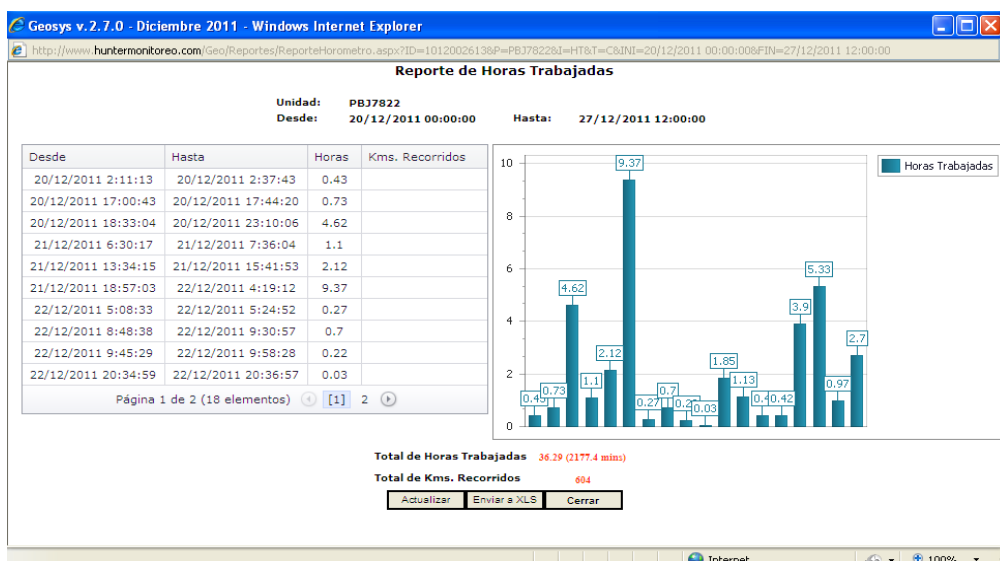 Geosys v.2.7.0 - Diciembre 2011 - Windows Internet Explorer
http://www.huntermonitoreo.com/Geo/Reportes/ReporteHorometro.aspx?ID=1012002613&P=PBJ7822&I=HT&T=C&INI=20/12/2011 00:00:00&FIN=27/12/2011 12:00:00
Reporte de Horas Trabajadas
Unidad: PBJ7822
Desde: 20/12/2011 00:00:00 Hasta: 27/12/2011 12:00:00
Desde Hasta Horas Kms. Recorridos
20/12/2011 2:11:13 20/12/2011 2:37:43 0.43
20/12/2011 17:00:43 20/12/2011 17:44:20 0.73
20/12/2011 18:33:04 20/12/2011 23:10:06 4.62
21/12/2011 6:30:17 21/12/2011 7:36:04 1.1
21/12/2011 13:34:15 21/12/2011 15:41:53 2.12
21/12/2011 18:57:03 22/12/2011 4:19:12 9.37
22/12/2011 5:08:33 22/12/2011 5:24:52 0.27
22/12/2011 8:48:38 22/12/2011 9:30:57 0.7
22/12/2011 9:45:29 22/12/2011 9:58:28 0.22
22/12/2011 20:34:59 22/12/2011 20:36:57 0.03
Página 1 de 2 (18 elementos) [1] 2
10
8
6
4
2
0
0.73
4.62
1.1
2.12
9.37
0.27
0.7
0.03
1.85
1.13
0.42
3.9
5.33
0.97
2.7
Horas Trabajadas
Total de Horas Trabajadas 36.29 (2177.4 mins)
Total de Kms. Recorridos 604
Actualizar Enviar a XLS Cerrar
Internet 100%